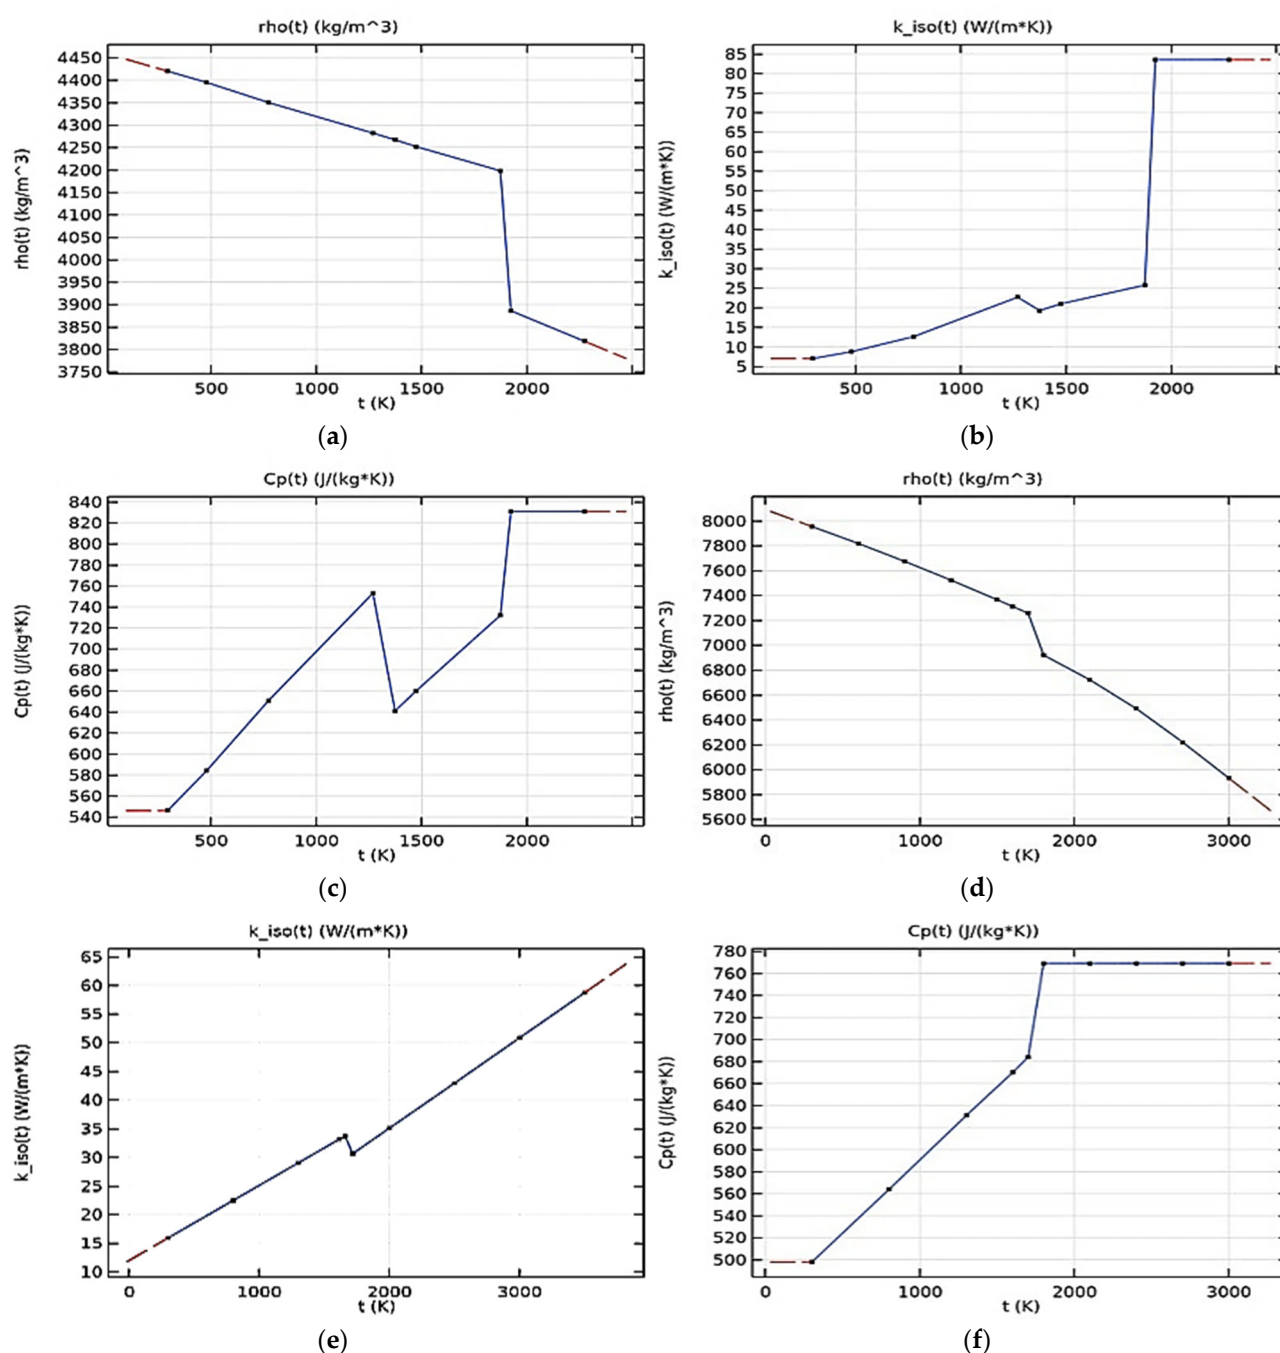 rho(t) (kg/m^3)
rho(t) (kg/m^3)
4450
4400
4350
4300
4250
4200
4150
4100
4050
4000
3950
3900
3850
3800
3750
500 1000 1500 2000
t (K)
(a)
k_iso(t) (W/(m*K))
k_iso(t) (W/(m*K))
85
80
75
70
65
60
55
50
45
40
35
30
25
20
15
10
5
500 1000 1500 2000
t (K)
(b)
Cp(t) (J/(kg*K))
Cp(t) (J/(kg*K))
840
820
800
780
760
740
720
700
680
660
640
620
600
580
560
540
500 1000 1500 2000
t (K)
(c)
rho(t) (kg/m^3)
rho(t) (kg/m^3)
8000
7800
7600
7400
7200
7000
6800
6600
6400
6200
6000
5800
5600
0 1000 2000 3000
t (K)
(d)
k_iso(t) (W/(m*K))
k_iso(t) (W/(m*K))
65
60
55
50
45
40
35
30
25
20
15
10
0 1000 2000 3000
t (K)
(e)
Cp(t) (J/(kg*K))
Cp(t) (J/(kg*K))
780
760
740
720
700
680
660
640
620
600
580
560
540
520
500
0 1000 2000 3000
t (K)
(f)